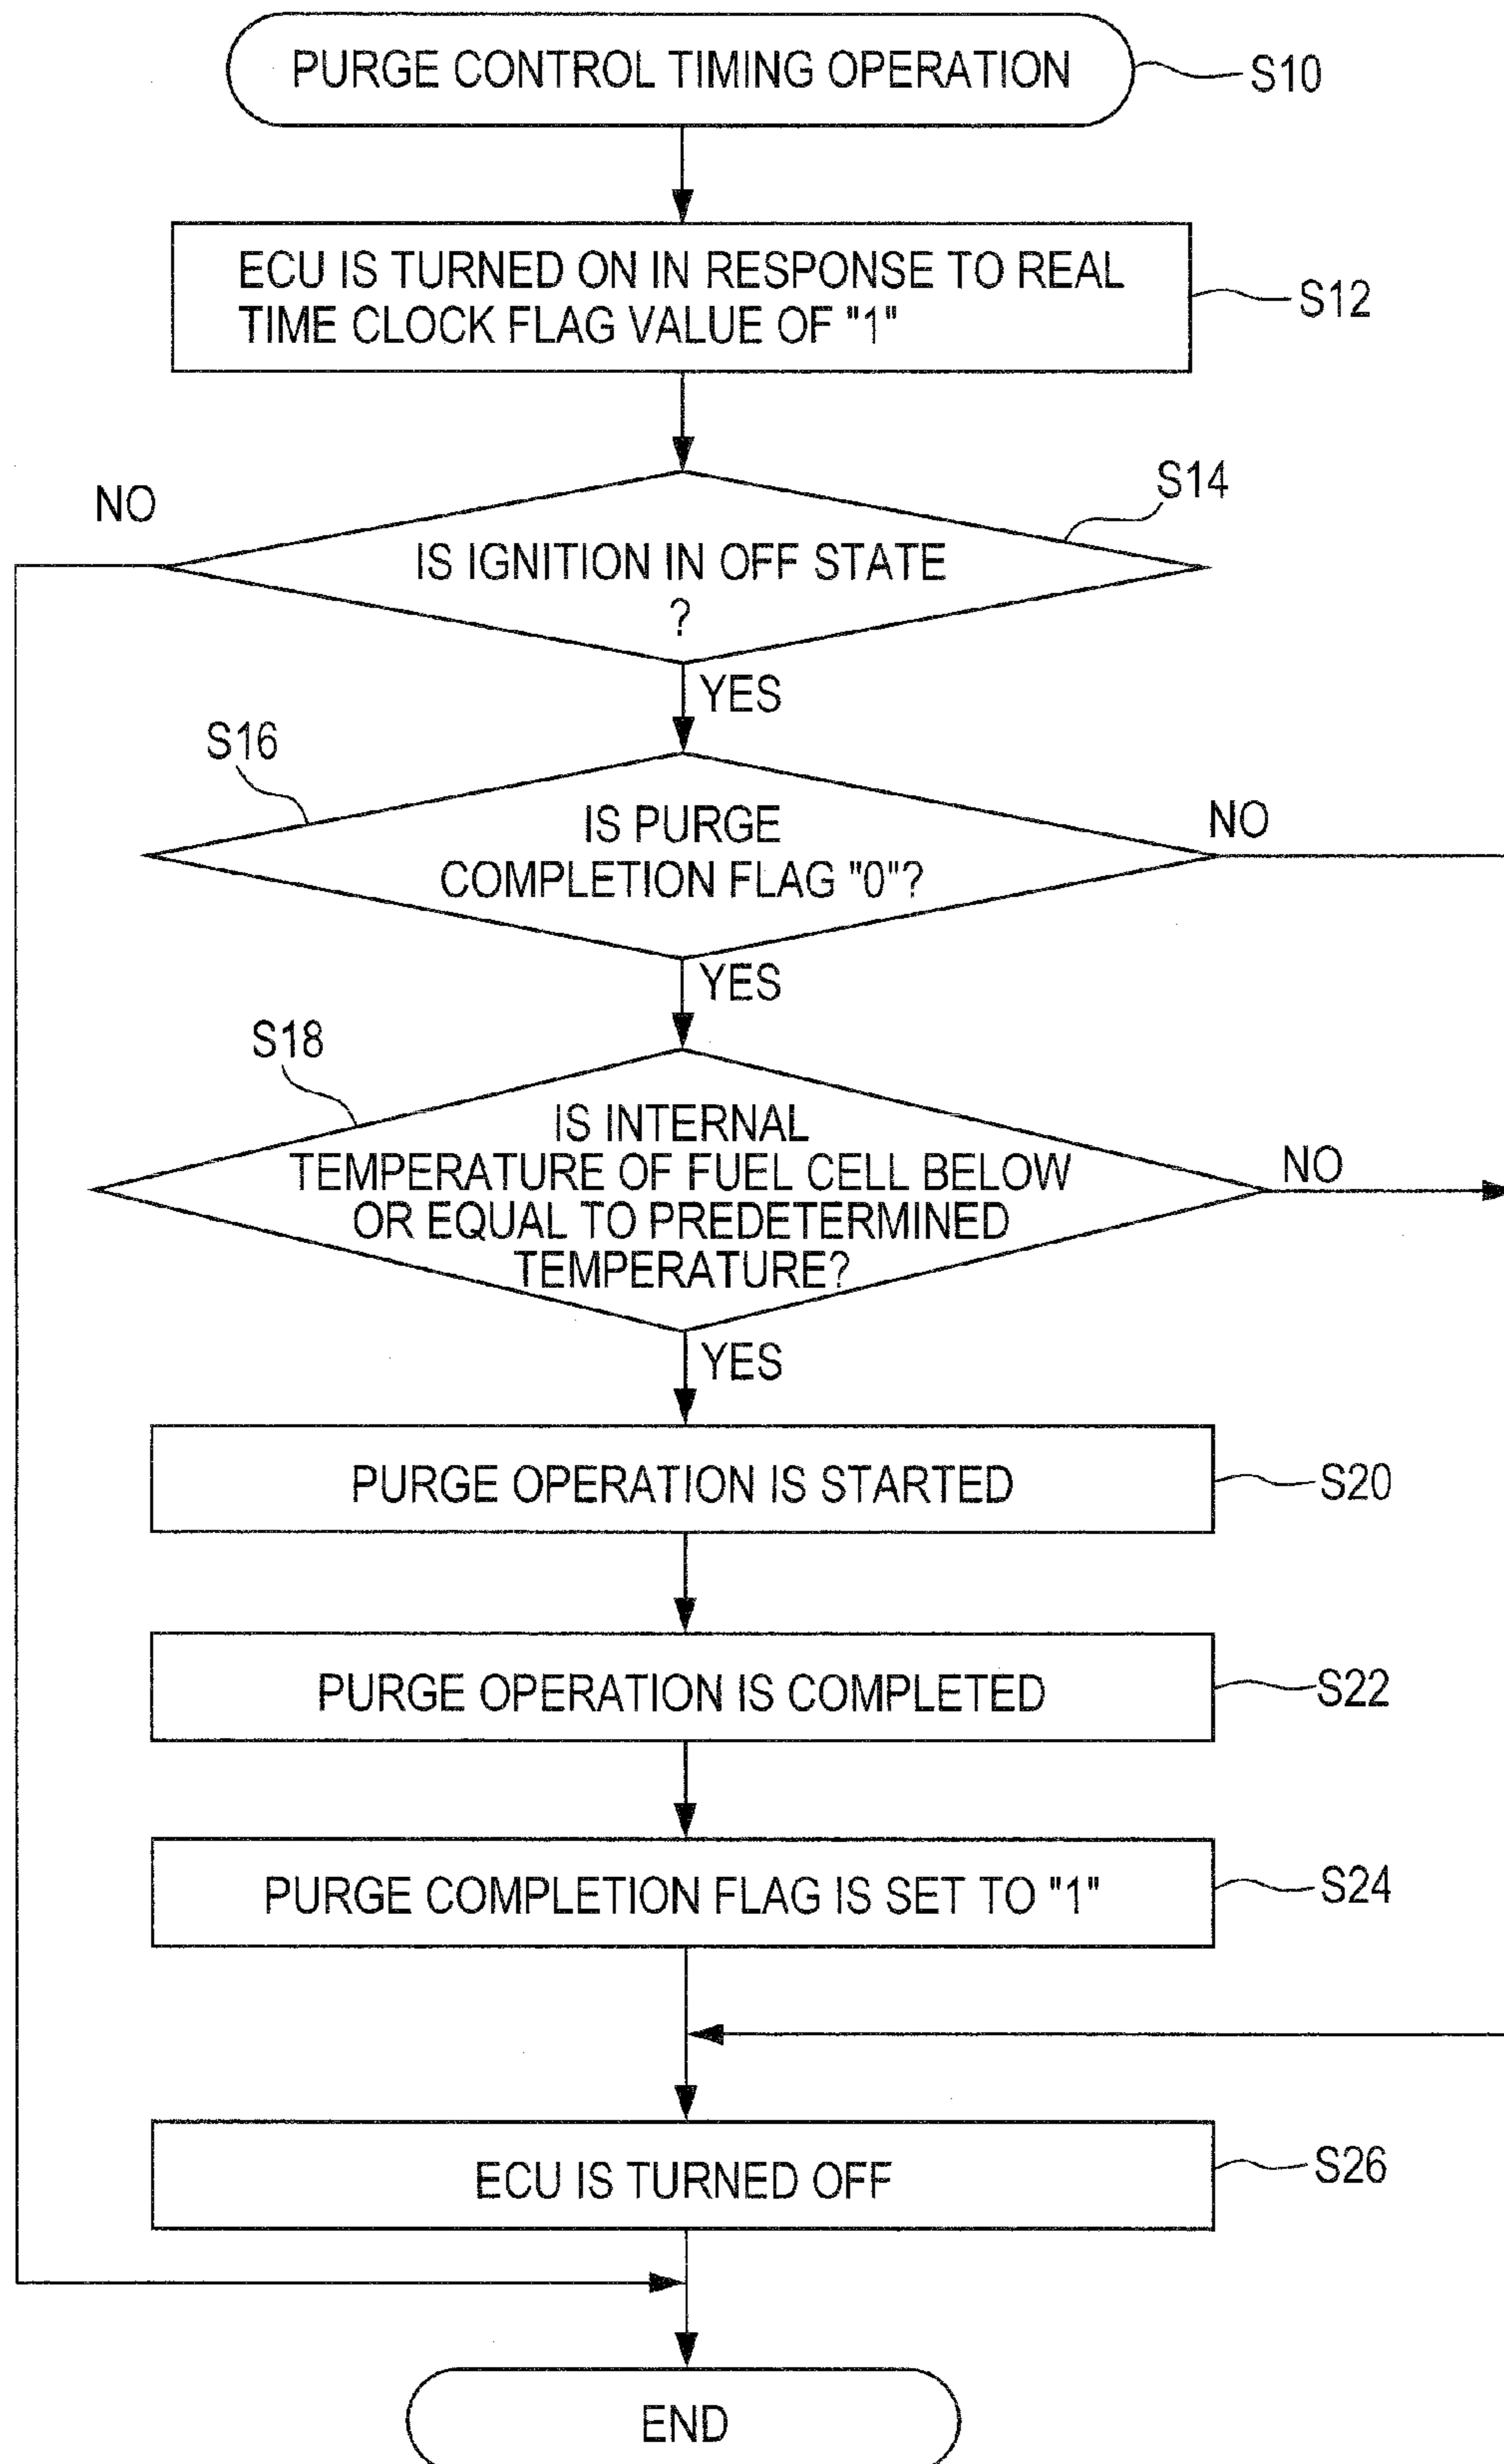 PURGE CONTROL TIMING OPERATION
S10
ECU IS TURNED ON IN RESPONSE TO REAL
TIME CLOCK FLAG VALUE OF "1"
S12
NO
S14
IS IGNITION IN OFF STATE
?
YES
S16
IS PURGE
COMPLETION FLAG "0"?
NO
YES
S18
IS INTERNAL
TEMPERATURE OF FUEL CELL BELOW
OR EQUAL TO PREDETERMINED
TEMPERATURE?
NO
YES
PURGE OPERATION IS STARTED
S20
PURGE OPERATION IS COMPLETED
S22
PURGE COMPLETION FLAG IS SET TO "1"
S24
ECU IS TURNED OFF
S26
END